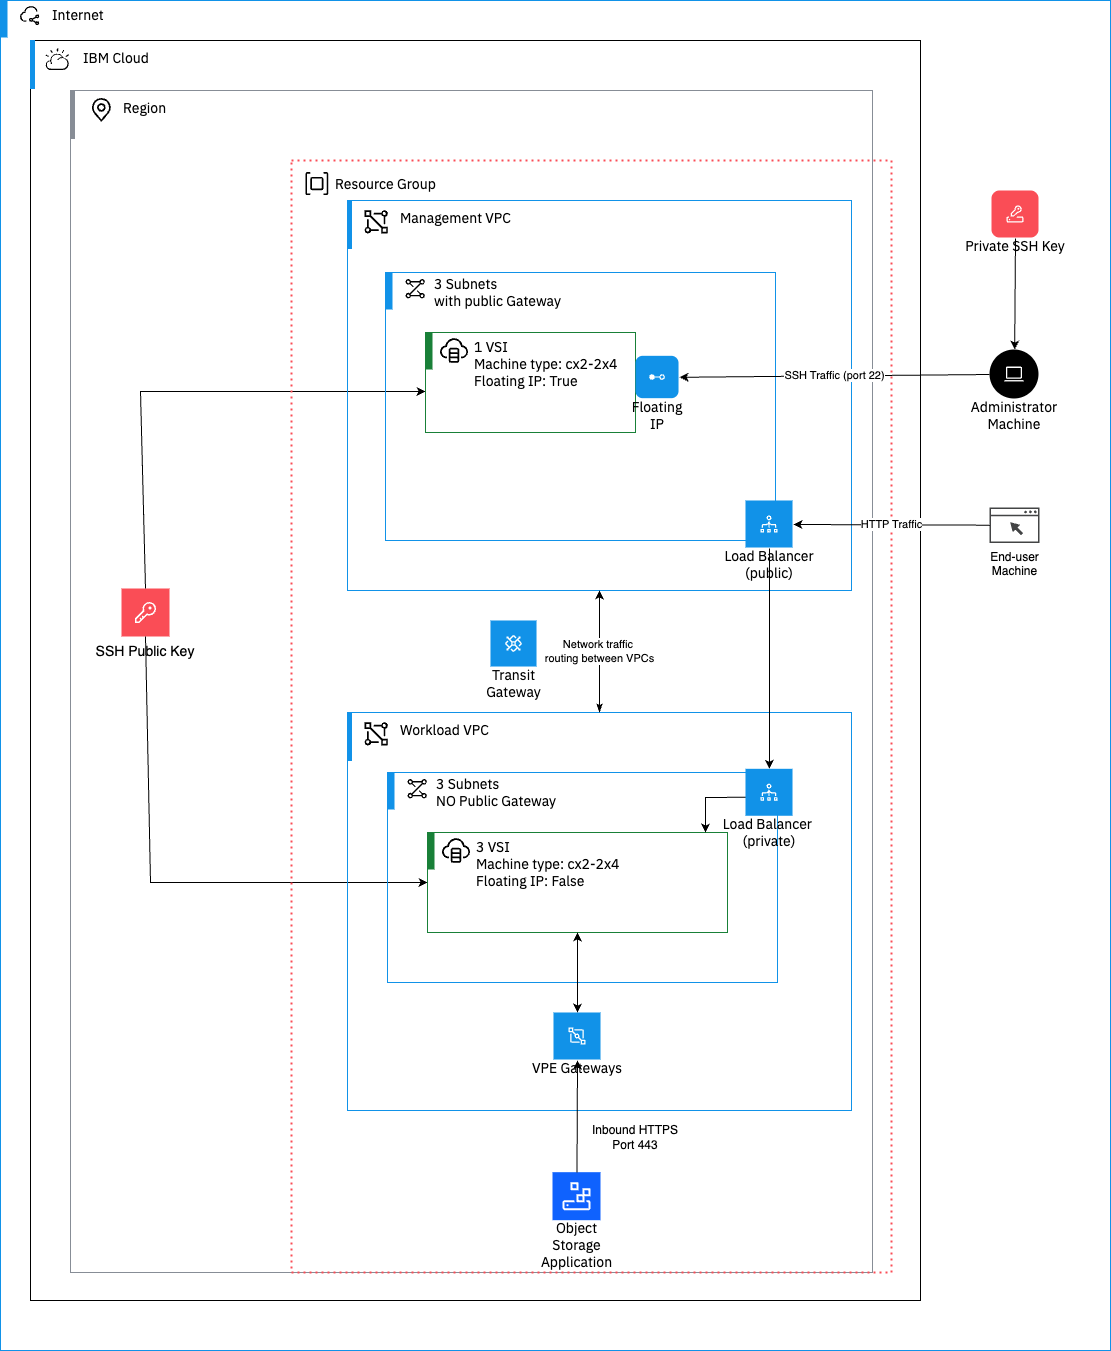 Internet
IBM Cloud
Region
Resource Group
Management VPC
3 Subnets
with public Gateway
1 VSI
Machine type: cx2-2x4
Floating IP: True
Floating
IP
SSH Traffic (port 22)
Private SSH Key
Administrator
Machine
HTTP Traffic
End-user
Machine
Load Balancer
(public)
SSH Public Key
Transit
Gateway
Network traffic
routing between VPCs
Workload VPC
3 Subnets
NO Public Gateway
3 VSI
Machine type: cx2-2x4
Floating IP: False
Load Balancer
(private)
VPE Gateways
Inbound HTTPS
Port 443
Object
Storage
Application